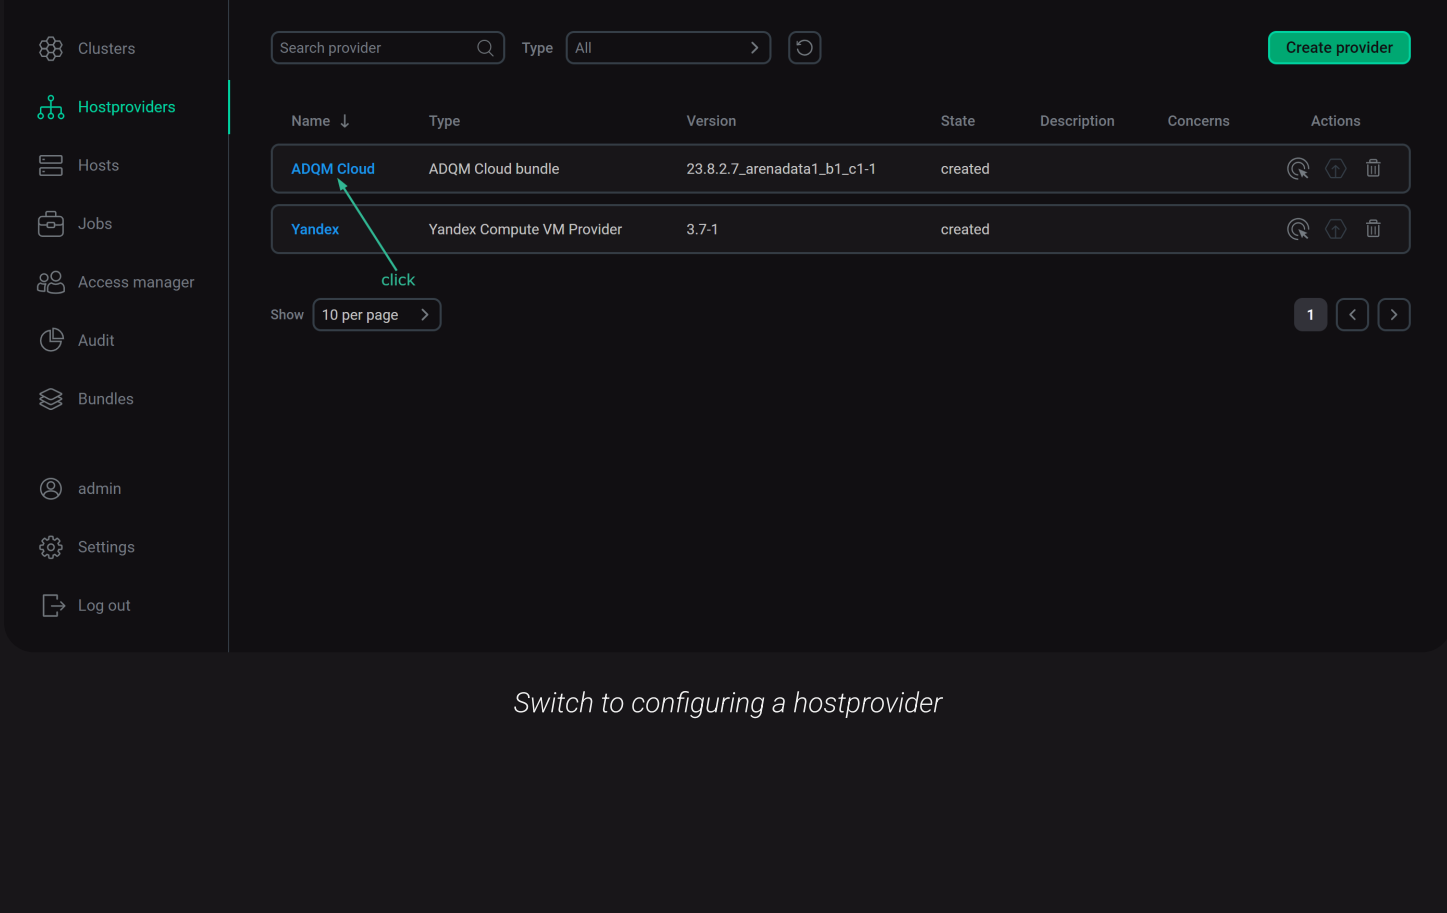 Clusters
Hostproviders
Hosts
Jobs
Access manager
Audit
Bundles
admin
Settings
Log out
Search provider
Type
All
Create provider
Name Type Version State Description Concerns Actions
ADQM Cloud ADQM Cloud bundle 23.8.2.7_arenadata1_b1_c1-1 created
Yandex Yandex Compute VM Provider 3.7-1 created
click
Show 10 per page 1
Switch to configuring a hostprovider